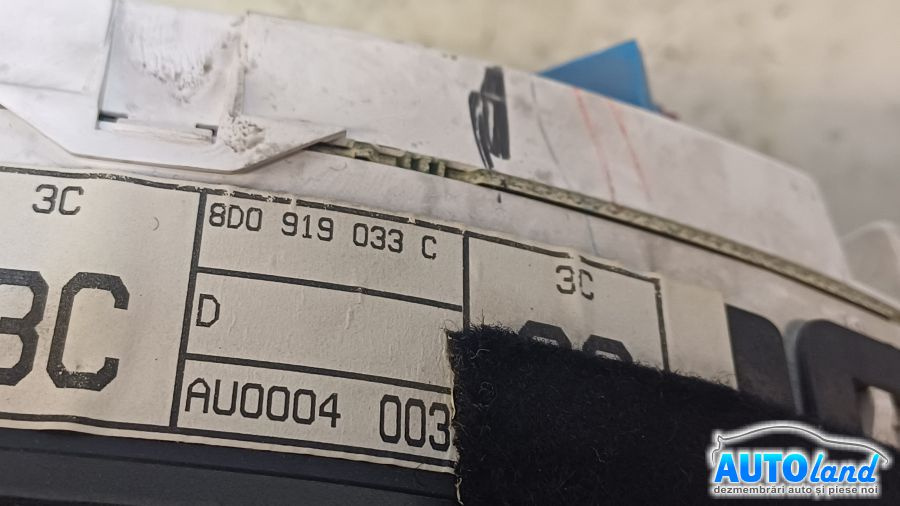 3C
3C
8D0 919 033 C
D
AU0004 003
3C
AUTOland
dezmembrări auto și piese noi